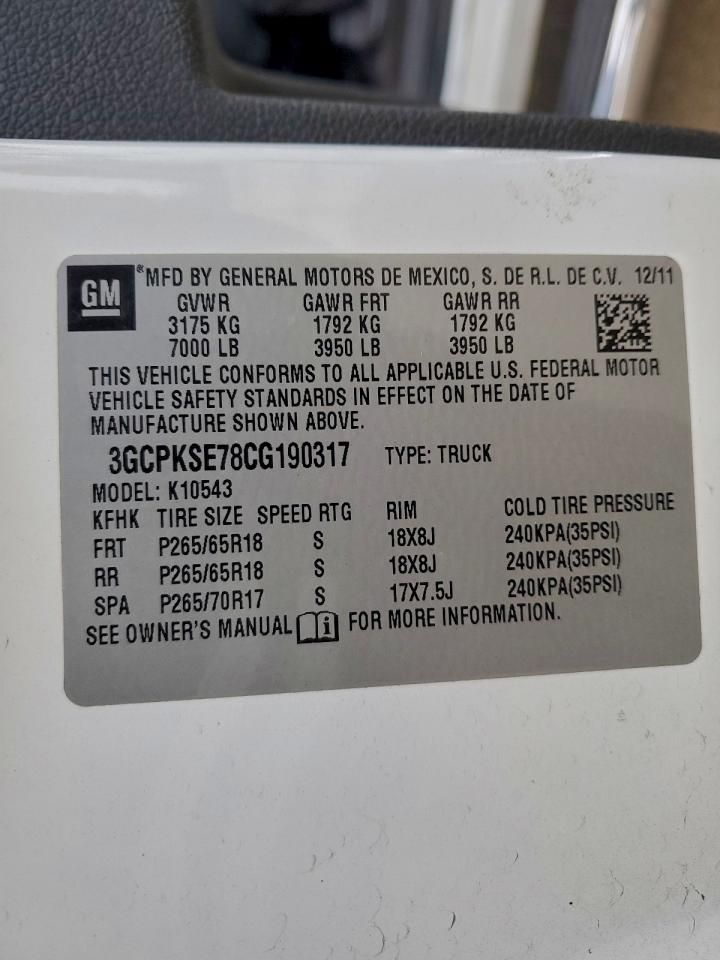 GM
® MFD BY GENERAL MOTORS DE MEXICO, S. DE R.L. DE C.V. 12/11
GVWR GAWR FRT GAWR RR
3175 KG 1792 KG 1792 KG
7000 LB 3950 LB 3950 LB
THIS VEHICLE CONFORMS TO ALL APPLICABLE U.S. FEDERAL MOTOR
VEHICLE SAFETY STANDARDS IN EFFECT ON THE DATE OF
MANUFACTURE SHOWN ABOVE.
3GCPKSE78CG190317 TYPE: TRUCK
MODEL: K10543
KFHK TIRE SIZE SPEED RTG RIM COLD TIRE PRESSURE
FRT P265/65R18 S 18X8J 240KPA(35PSI)
RR P265/65R18 S 18X8J 240KPA(35PSI)
SPA P265/70R17 S 17X7.5J 240KPA(35PSI)
SEE OWNER'S MANUAL i FOR MORE INFORMATION.